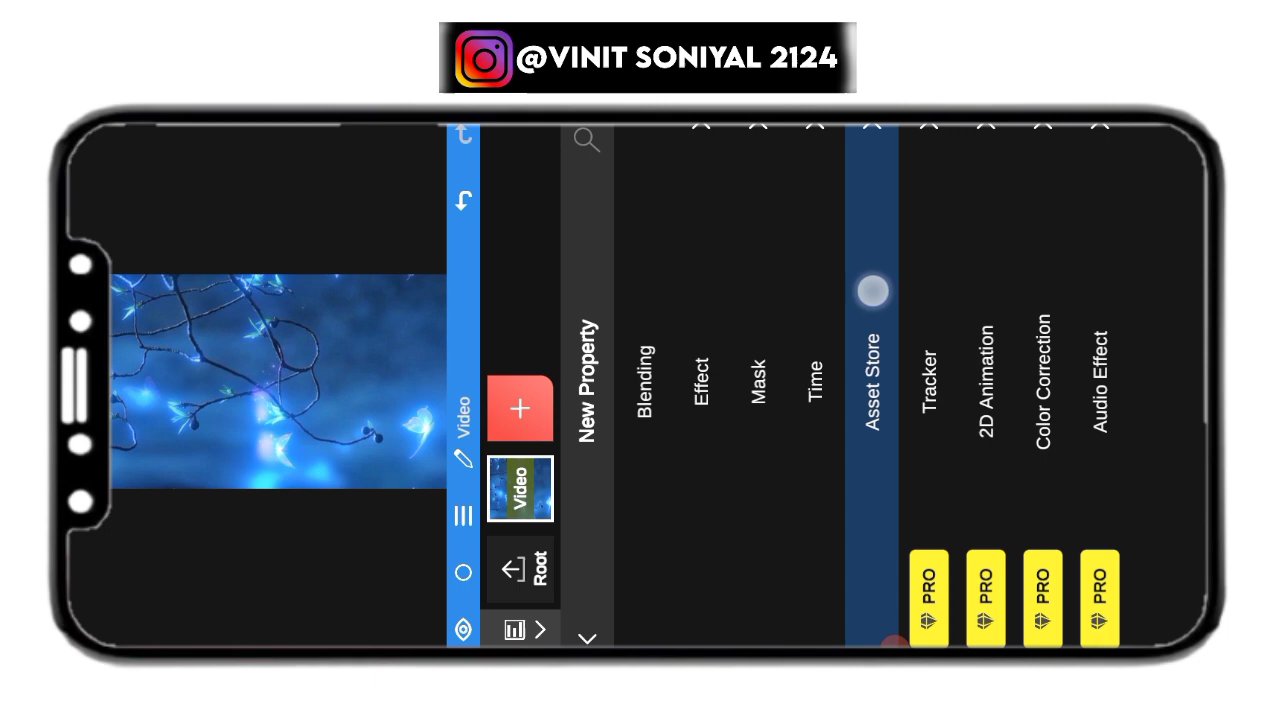 @VINIT SONIYAL 2124
Video
Video
Root
New Property
Blending
Effect
Mask
Time
Asset Store
Tracker
PRO
2D Animation
PRO
Color Correction
PRO
Audio Effect
PRO